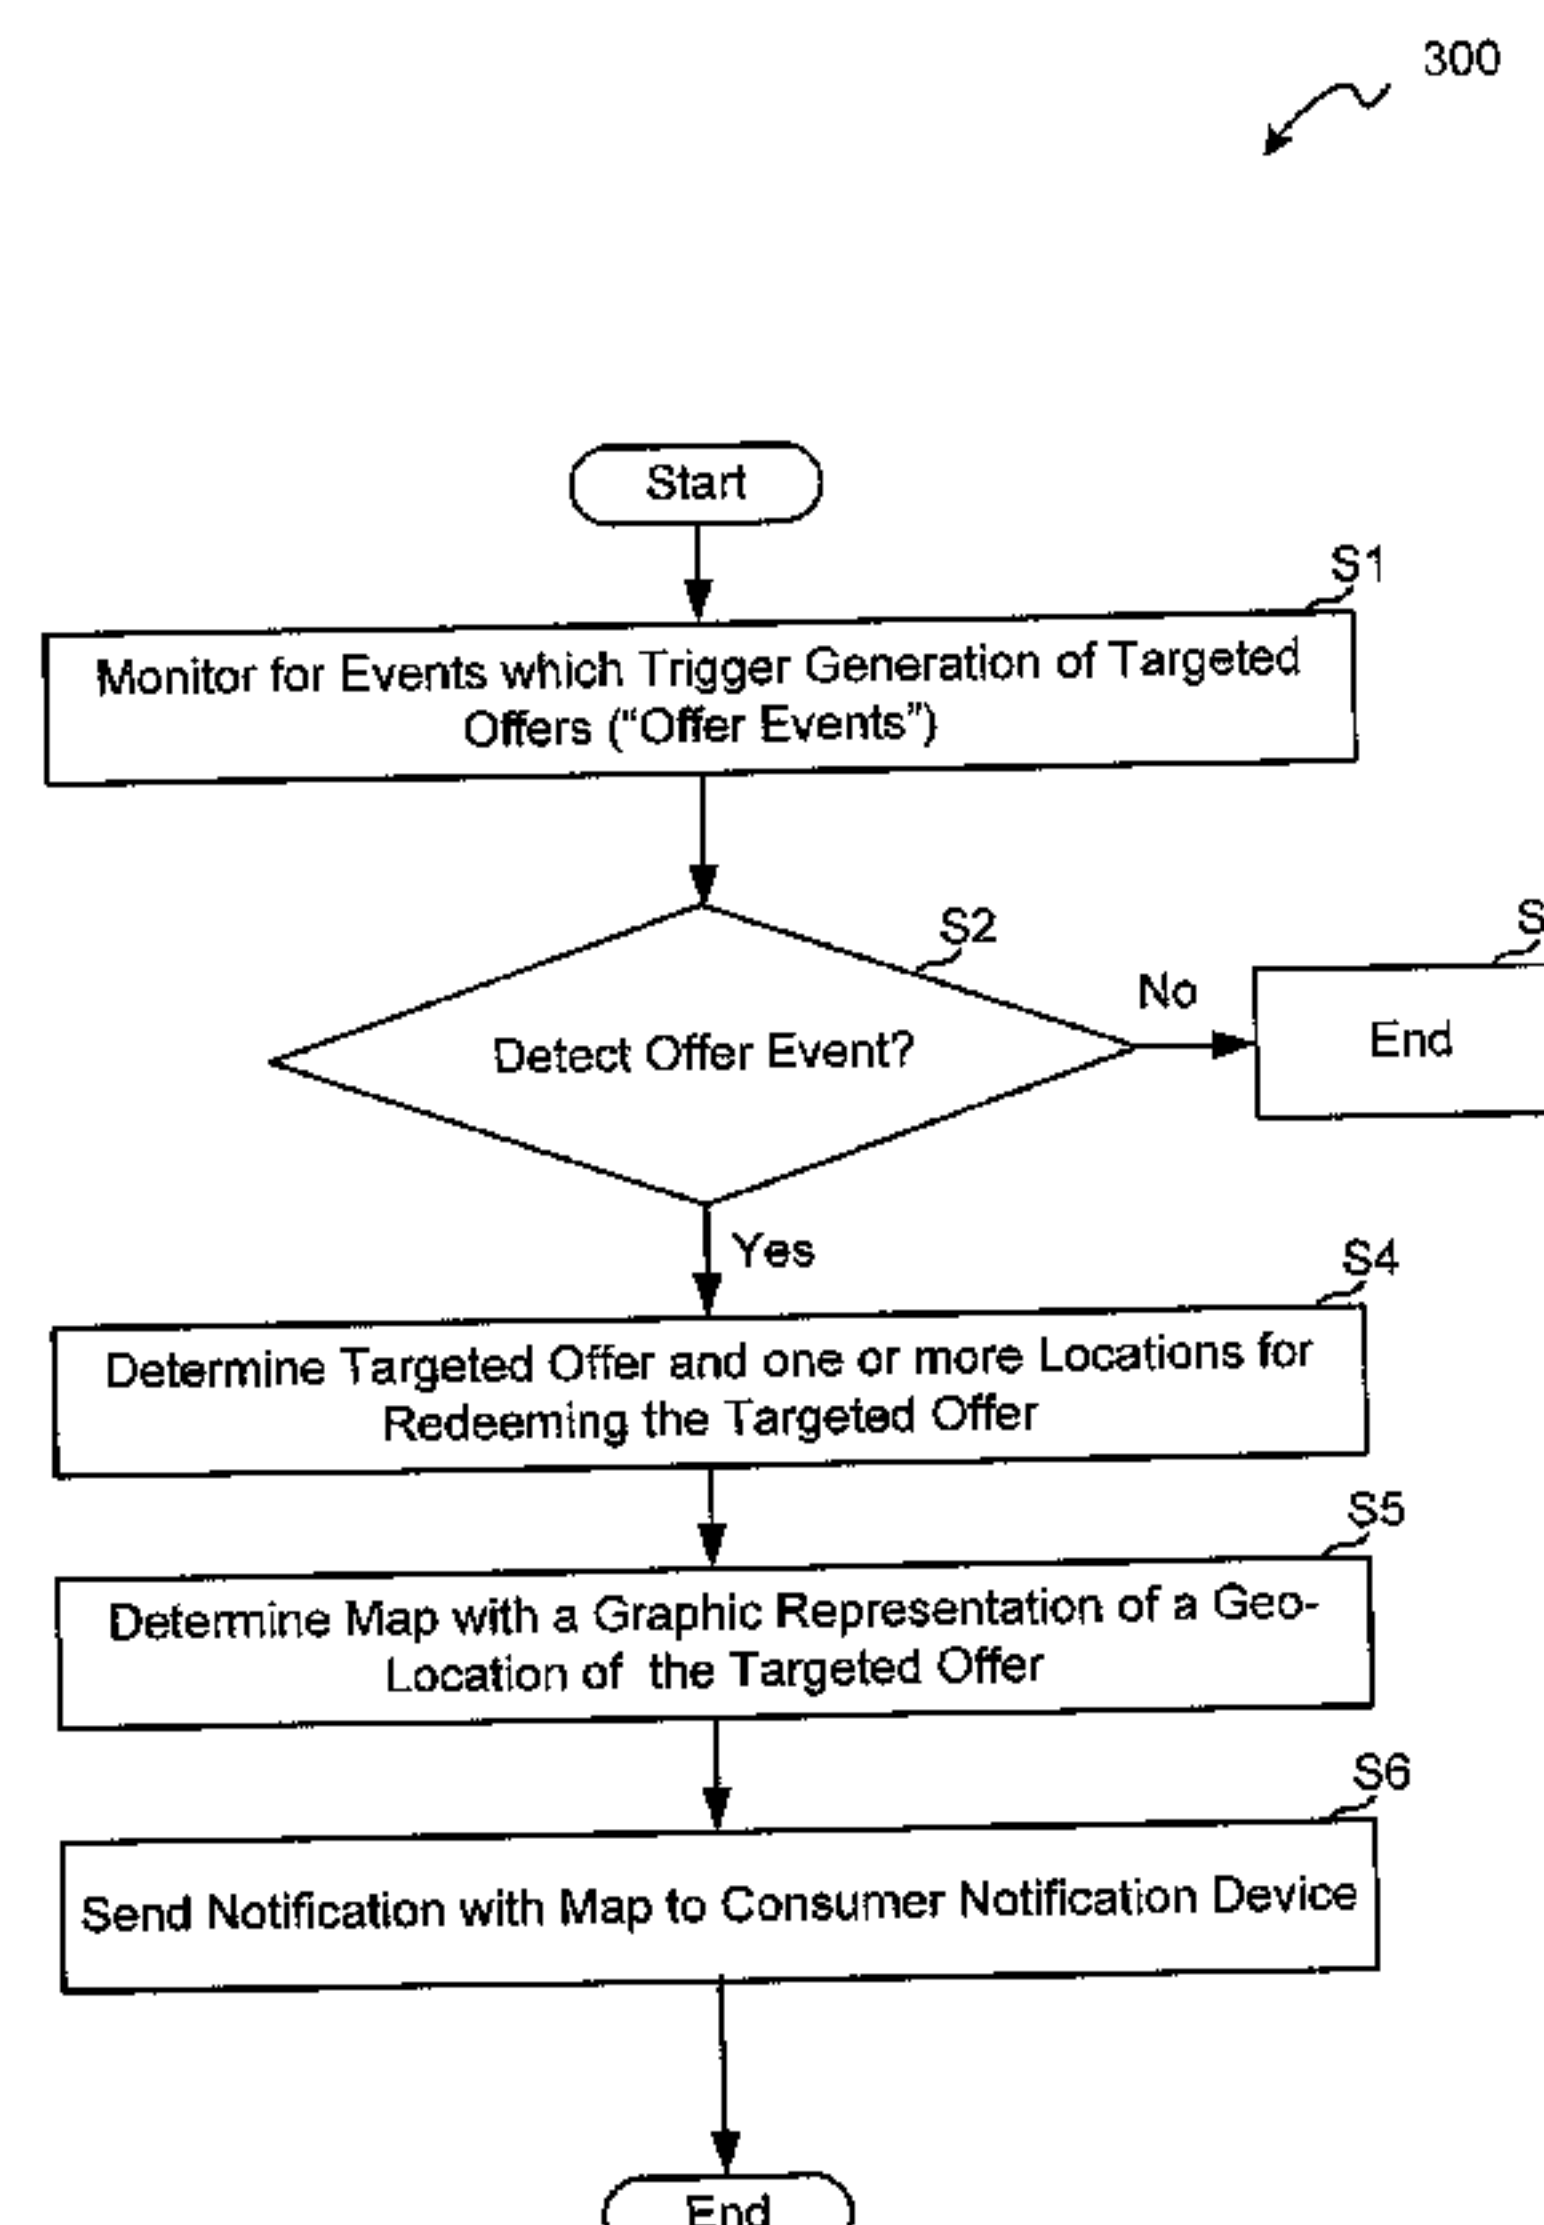 300
Start
S1
Monitor for Events which Trigger Generation of Targeted
Offers (“Offer Events”)
S2
Detect Offer Event?
No
End
Yes
S4
Determine Targeted Offer and one or more Locations for
Redeeming the Targeted Offer
S5
Determine Map with a Graphic Representation of a Geo-
Location of the Targeted Offer
S6
Send Notification with Map to Consumer Notification Device
End